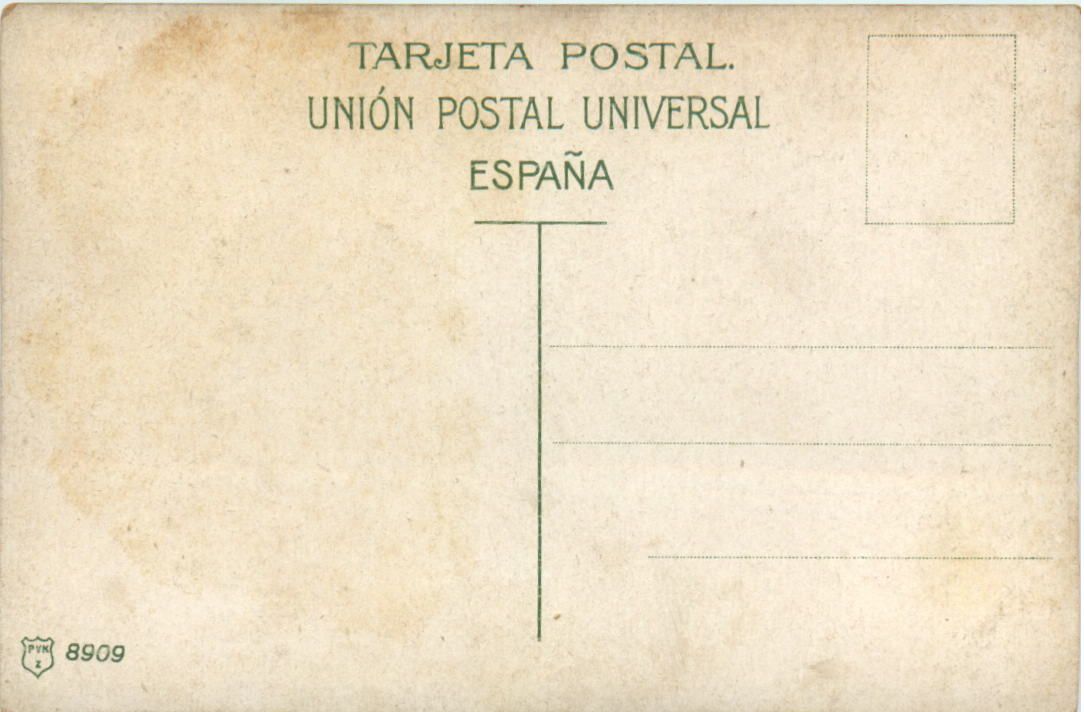 TARJETA POSTAL.
UNIÓN POSTAL UNIVERSAL
ESPAÑA
PVK
Z
8909